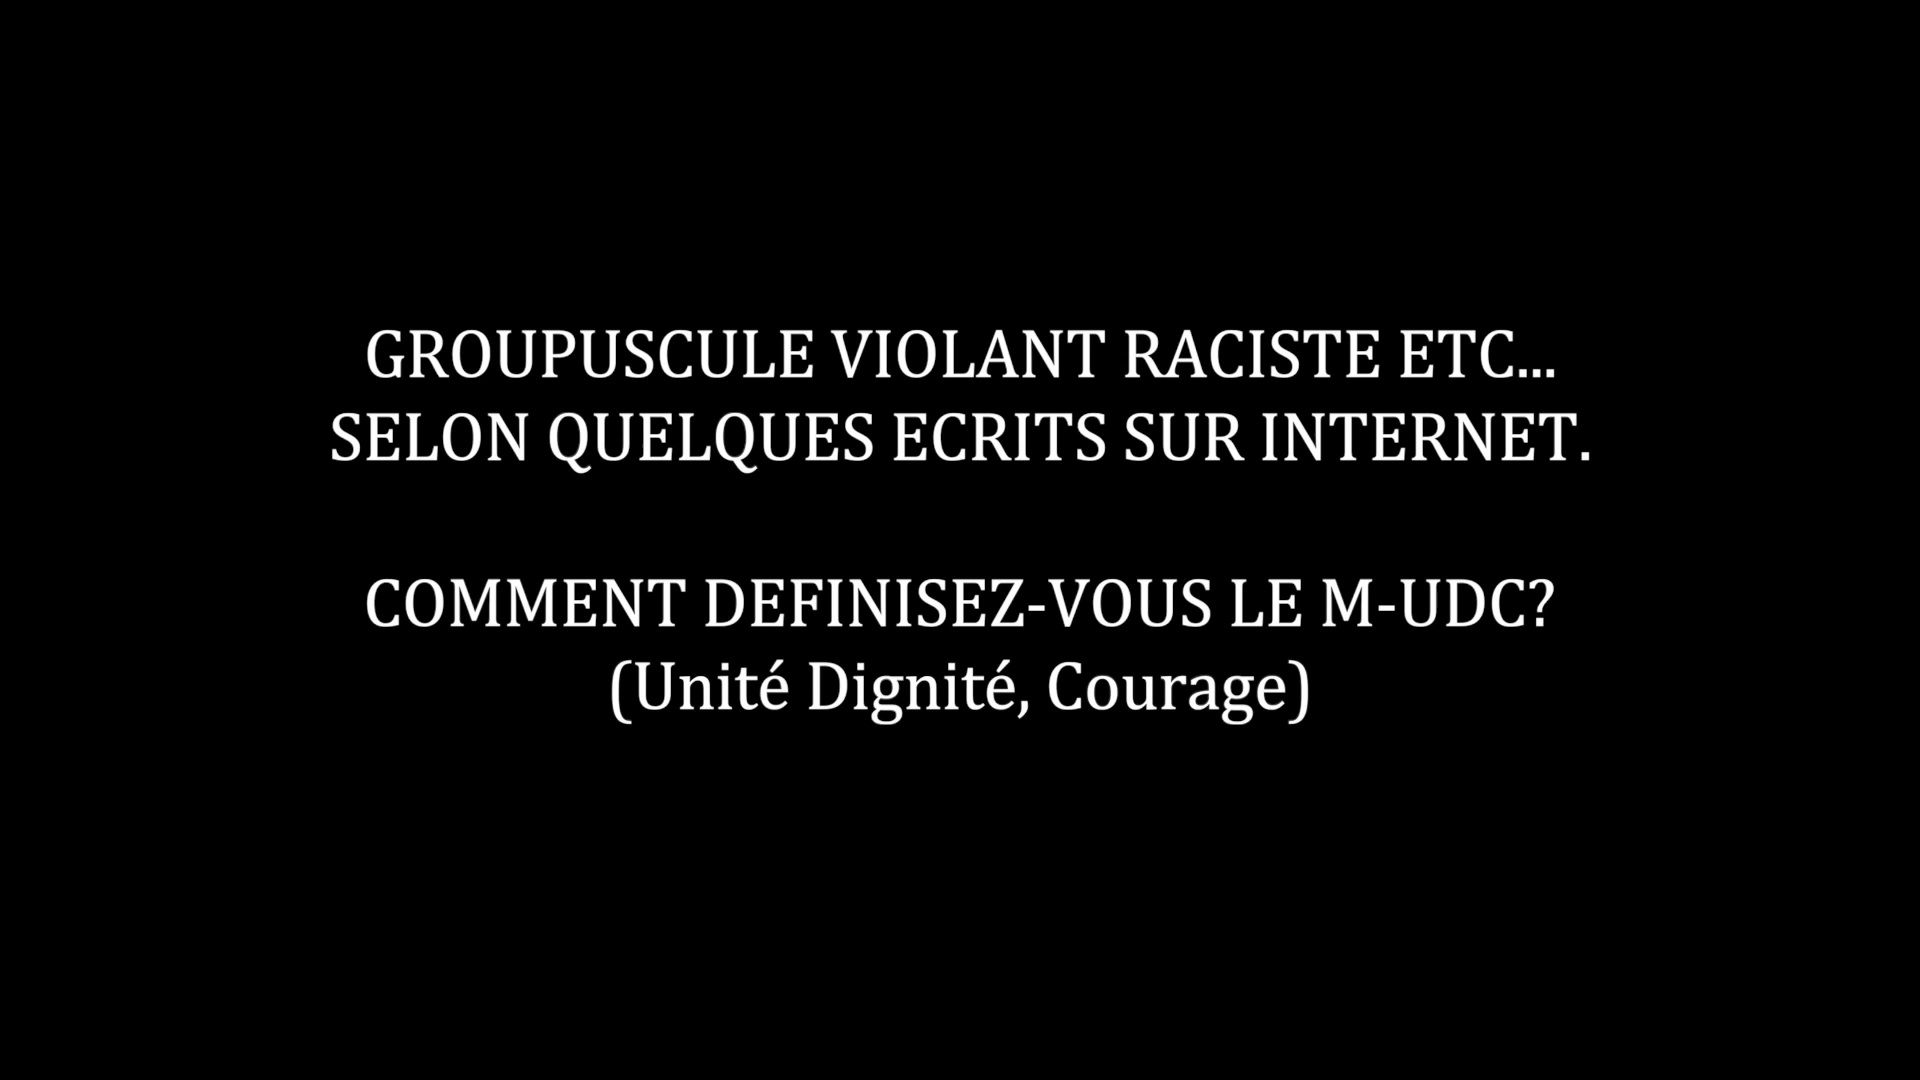 GROUPUSCULE VIOLANT RACISTE ETC...
SELON QUELQUES ECRITS SUR INTERNET.
COMMENT DEFINISEZ-VOUS LE M-UDC?
(Unité Dignité, Courage)